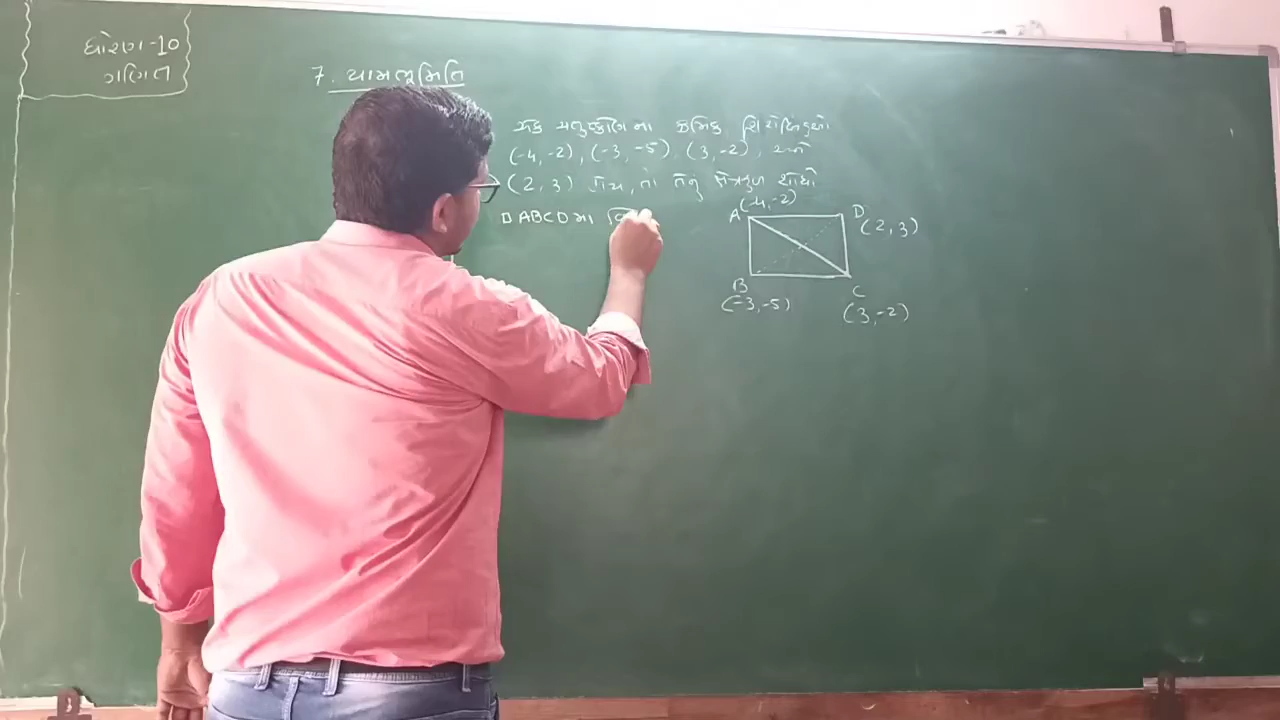 ધોરણ-10
ગણિત
7. યામભૂમિતિ
એક ચતુષ્કોણના ક્રમિક શિરોબિંદુઓ
(-4, -2), (-3, -5), (3, -2), અને
(2, 3) હોય, તો તેનું ક્ષેત્રફળ શોધો
□ ABCD માં વિ
A (-4, -2)
D (2, 3)
B (-3, -5)
C (3, -2)